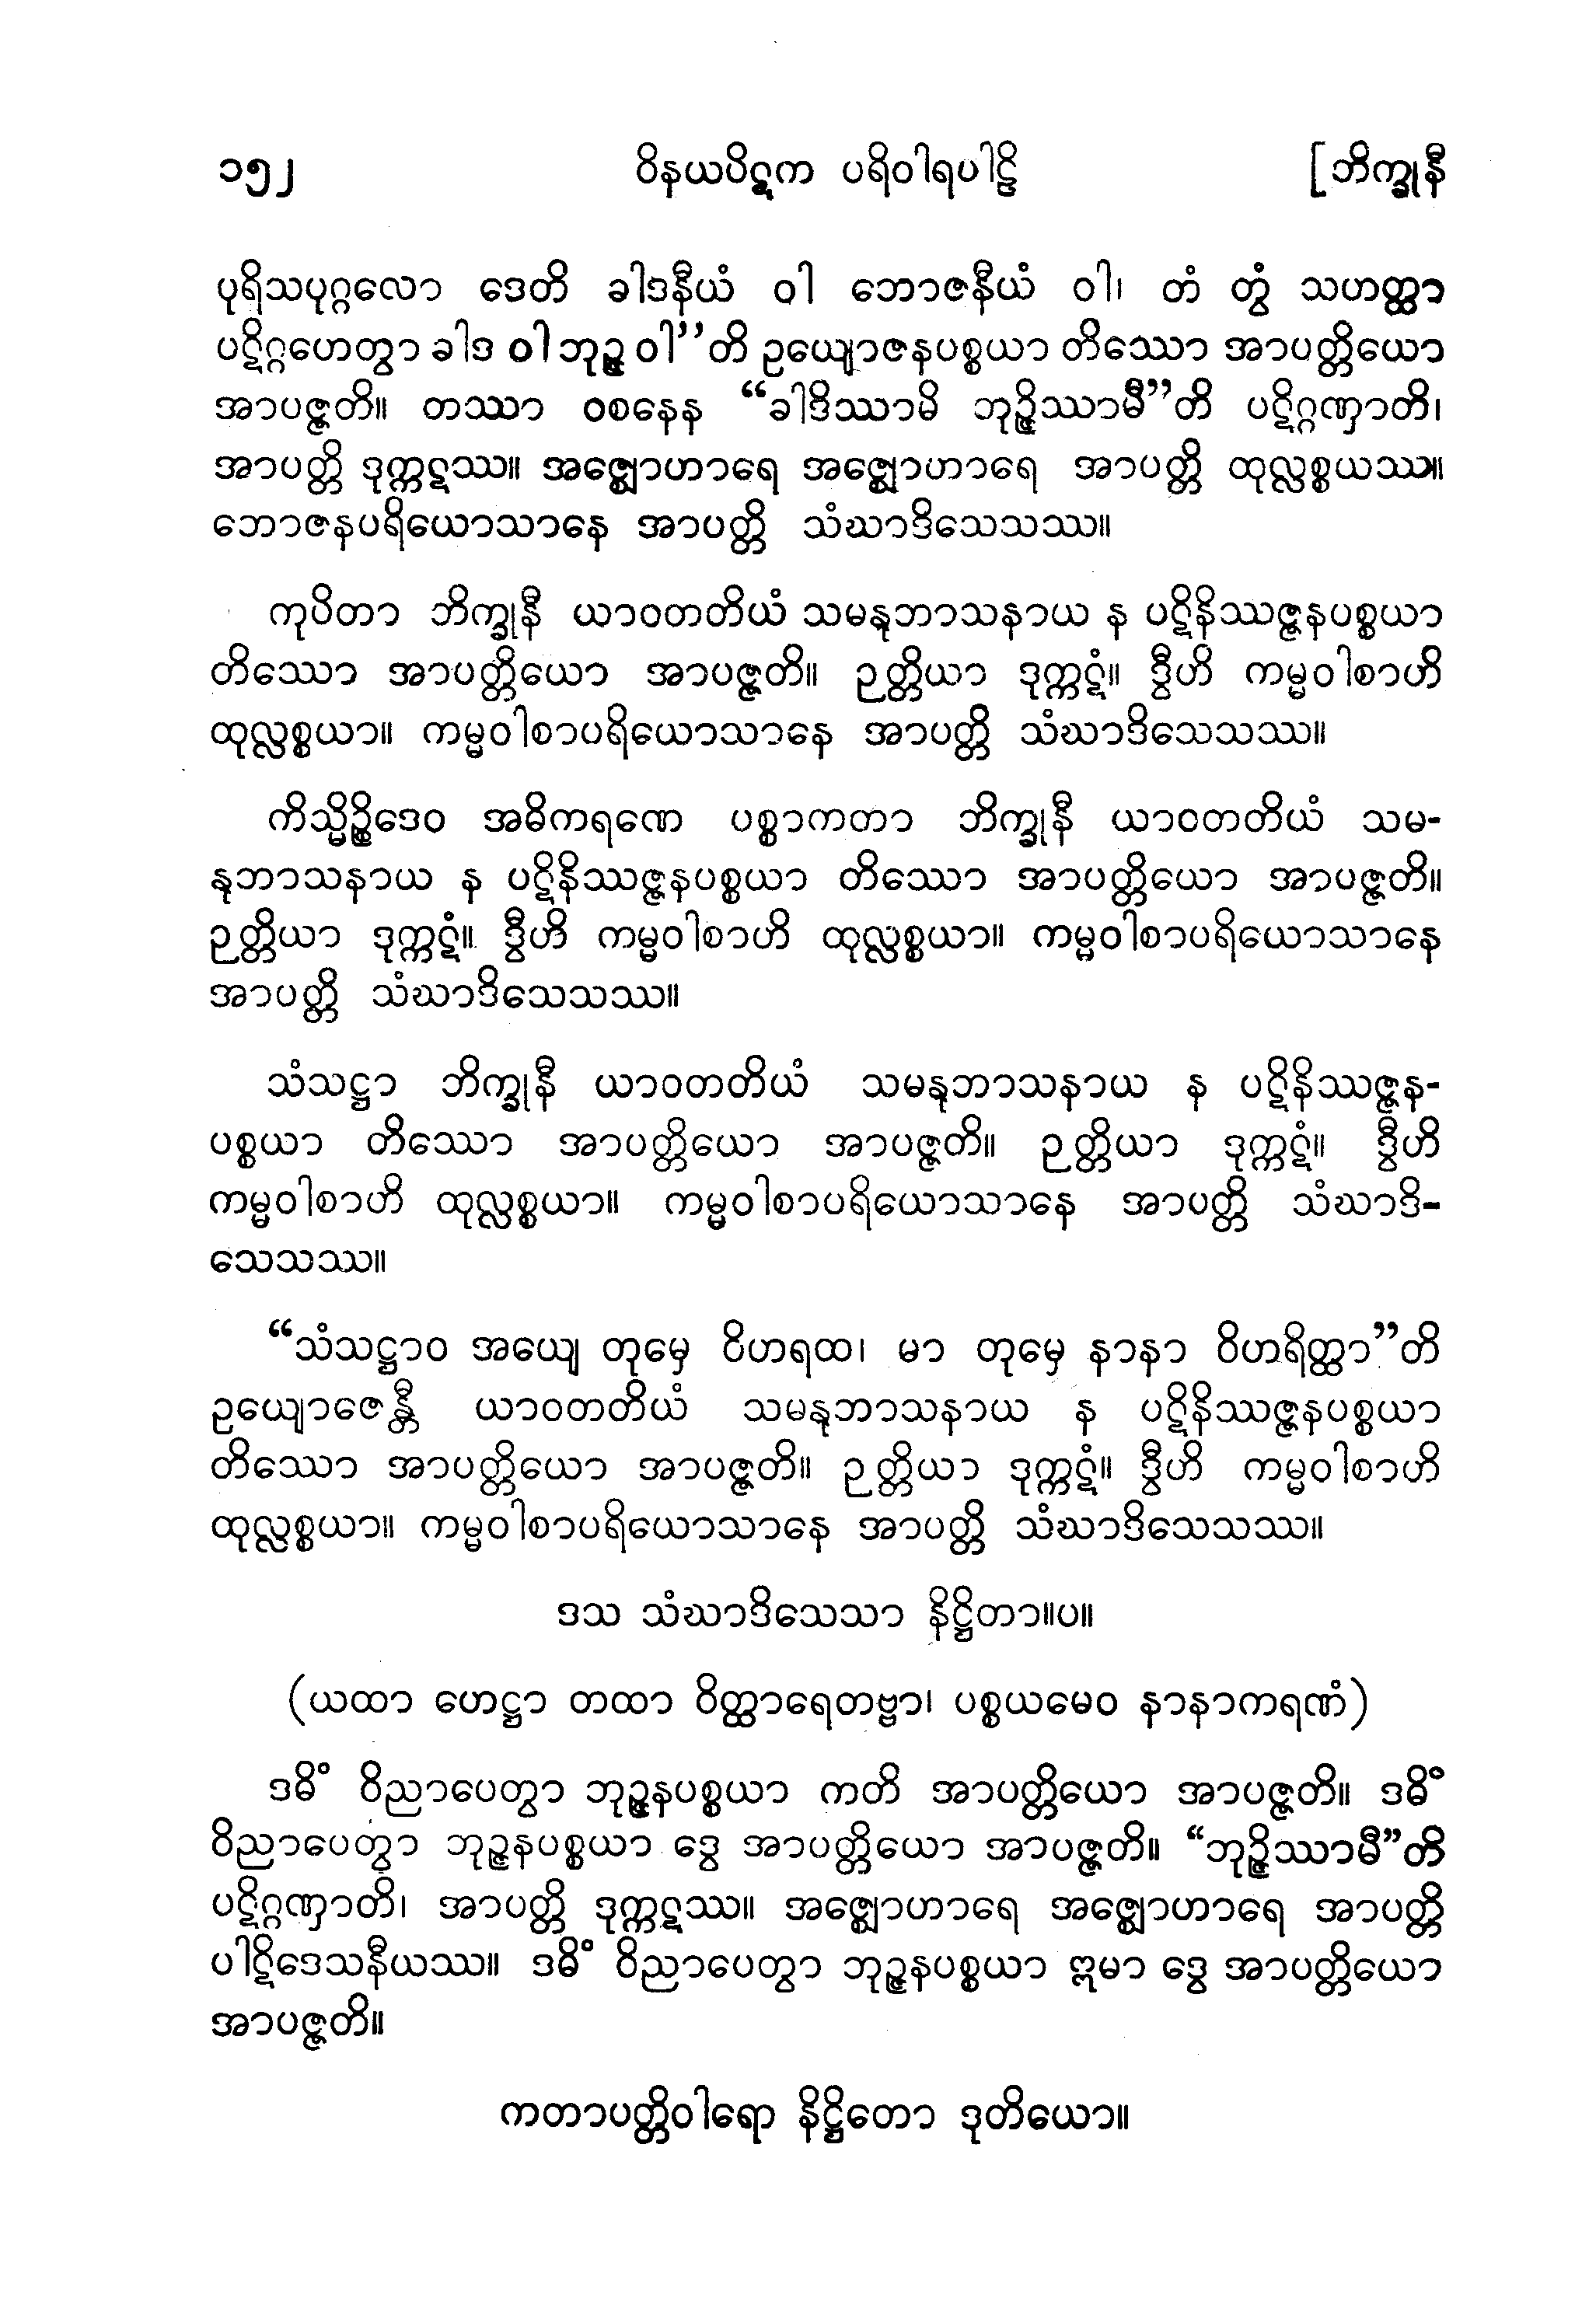 ၁၅၂ ဝိနယပိဋက ပရိဝါရပါဠိ [ဘိက္ခုနီ
ပုရိသပုဂ္ဂလော ဒေတိ ခါဒနီယံ ဝါ ဘောဇနီယံ ဝါ၊ တံ တွံ သဟတ္ထာ
ပဋိဂ္ဂဟေတွာ ခါဒ ဝါ ဘုဉ္ဇ ဝါ’’တိ ဥယျောဇနပစ္စယာ တိဿော အာပတ္တိယော
အာပဇ္ဇတိ။ တဿာ ဝစနေန “ခါဒိဿာမိ ဘုဉ္ဇိဿာမီ”တိ ပဋိဂ္ဂဏှာတိ၊
အာပတ္တိ ဒုက္ကဋဿ။ အဇ္ဈောဟာရေ အဇ္ဈောဟာရေ အာပတ္တိ ထုလ္လစ္စယဿ။
ဘောဇနပရိယောသာနေ အာပတ္တိ သံဃာဒိသေသဿ။
ကုပိတာ ဘိက္ခုနီ ယာဝတတိယံ သမနုဘာသနာယ န ပဋိနိဿဇ္ဇနပစ္စယာ
တိဿော အာပတ္တိယော အာပဇ္ဇတိ။ ဉတ္တိယာ ဒုက္ကဋံ။ ဒွီဟိ ကမ္မဝါစာဟိ
ထုလ္လစ္စယာ။ ကမ္မဝါစာပရိယောသာနေ အာပတ္တိ သံဃာဒိသေသဿ။
ကိသ္မိဉ္စိဒေဝ အဓိကရဏေ ပစ္စာကတာ ဘိက္ခုနီ ယာဝတတိယံ သမ-
နုဘာသနာယ န ပဋိနိဿဇ္ဇနပစ္စယာ တိဿော အာပတ္တိယော အာပဇ္ဇတိ။
ဉတ္တိယာ ဒုက္ကဋံ။ ဒွီဟိ ကမ္မဝါစာဟိ ထုလ္လစ္စယာ။ ကမ္မဝါစာပရိယောသာနေ
အာပတ္တိ သံဃာဒိသေသဿ။
သံသဋ္ဌာ ဘိက္ခုနီ ယာဝတတိယံ သမနုဘာသနာယ န ပဋိနိဿဇ္ဇန-
ပစ္စယာ တိဿော အာပတ္တိယော အာပဇ္ဇတိ။ ဉတ္တိယာ ဒုက္ကဋံ။ ဒွီဟိ
ကမ္မဝါစာဟိ ထုလ္လစ္စယာ။ ကမ္မဝါစာပရိယောသာနေ အာပတ္တိ သံဃာဒိ-
သေသဿ။
“သံသဋ္ဌာဝ အယျေ တုမှေ ဝိဟရထ၊ မာ တုမှေ နာနာ ဝိဟရိတ္ထာ”တိ
ဥယျောဇေန္တီ ယာဝတတိယံ သမနုဘာသနာယ န ပဋိနိဿဇ္ဇနပစ္စယာ
တိဿော အာပတ္တိယော အာပဇ္ဇတိ။ ဉတ္တိယာ ဒုက္ကဋံ။ ဒွီဟိ ကမ္မဝါစာဟိ
ထုလ္လစ္စယာ။ ကမ္မဝါစာပရိယောသာနေ အာပတ္တိ သံဃာဒိသေသဿ။
ဒသ သံဃာဒိသေသာ နိဋ္ဌိတာ။ပ။
(ယထာ ဟေဋ္ဌာ တထာ ဝိတ္ထာရေတဗ္ဗာ၊ ပစ္စယမေဝ နာနာကရဏံ)
ဒဓိံ ဝိညာပေတွာ ဘုဉ္ဇနပစ္စယာ ကတိ အာပတ္တိယော အာပဇ္ဇတိ။ ဒဓိံ
ဝိညာပေတွာ ဘုဉ္ဇနပစ္စယာ ဒွေ အာပတ္တိယော အာပဇ္ဇတိ။ “ဘုဉ္ဇိဿာမီ”တိ
ပဋိဂ္ဂဏှာတိ၊ အာပတ္တိ ဒုက္ကဋဿ။ အဇ္ဈောဟာရေ အဇ္ဈောဟာရေ အာပတ္တိ
ပါဋိဒေသနီယဿ။ ဒဓိံ ဝိညာပေတွာ ဘုဉ္ဇနပစ္စယာ ဣမာ ဒွေ အာပတ္တိယော
အာပဇ္ဇတိ။
ကတာပတ္တိဝါရော နိဋ္ဌိတော ဒုတိယော။